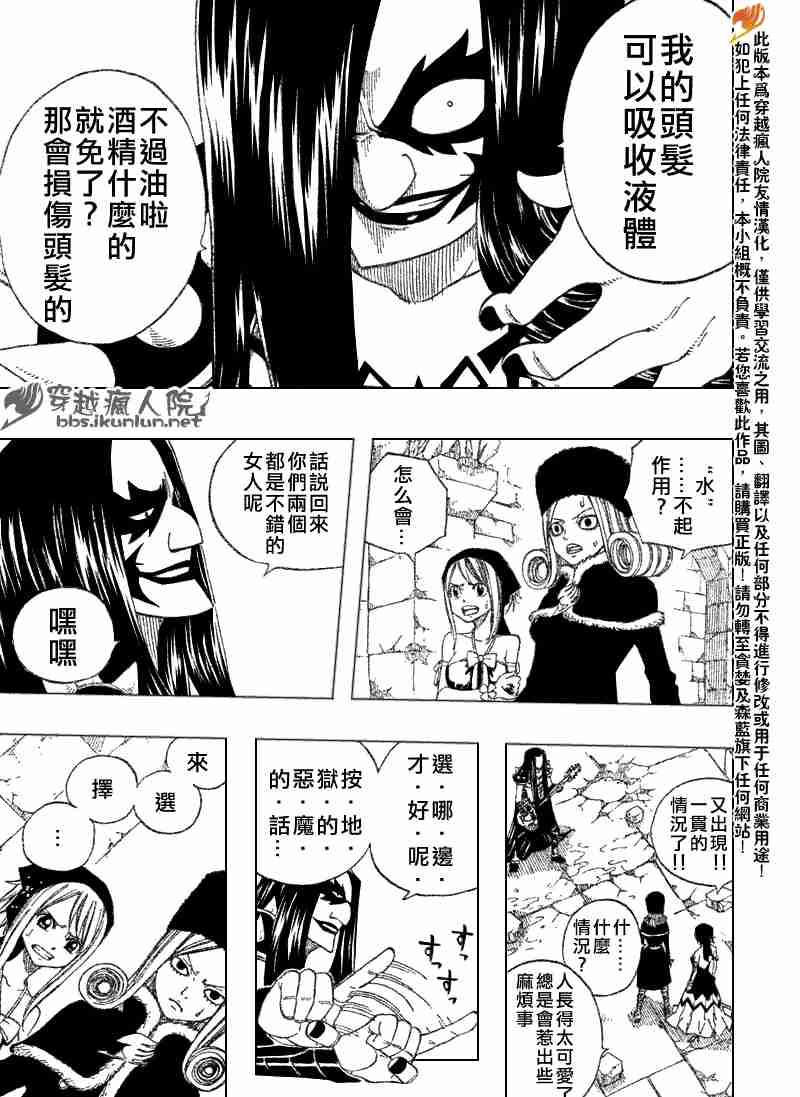 我的頭髮
可以吸收液體
不過油啦
酒精什麼的
就免了?
那會損傷頭髮的
穿越瘋人院
bbs.ikunlun.net
"水"
……不起
作用?
怎么會…
話説回來
你們兩個
都是不錯的
女人呢
嘿
嘿
又出現!!
一貫的
情況了!!
什……
什麼
情況?
人長得太可愛了
總是會惹出些
麻煩事
選·哪·邊·
才·好·呢·
按·地·
獄·的·
惡·魔·
的·話…
すっ
すっ
來
選
擇
…
此版本爲穿越瘋人院友情漢化,僅供學習交流之用,其圖、翻譯以及任何部分不得進行修改或用于任何商業用途!
如犯上任何法律責任,本小組概不負責。若您喜歡此作品,請購買正版!請勿轉至貪婪及森藍旗下任何網站!